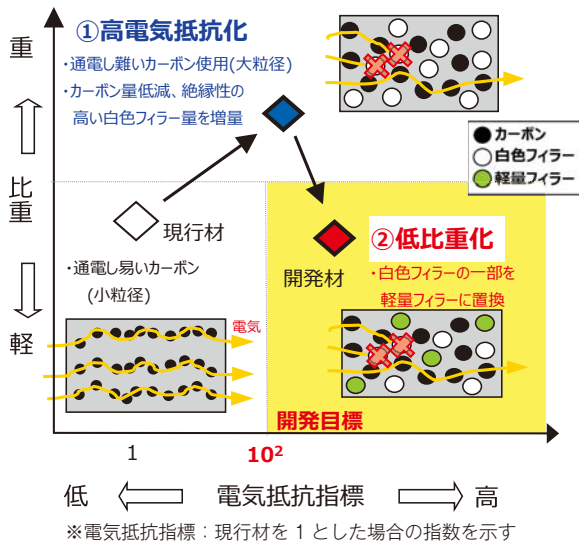 ①高電気抵抗化
・通電し難いカーボン使用(大粒径)
・カーボン量低減、絶縁性の
高い白色フィラー量を増量
重
比重
軽
カーボン
白色フィラー
軽量フィラー
現行材
・通電し易いカーボン
(小粒径)
電気
②低比重化
開発材
・白色フィラーの一部を
軽量フィラーに置換
開発目標
1
10²
低
電気抵抗指標
高
※電気抵抗指標：現行材を 1 とした場合の指数を示す